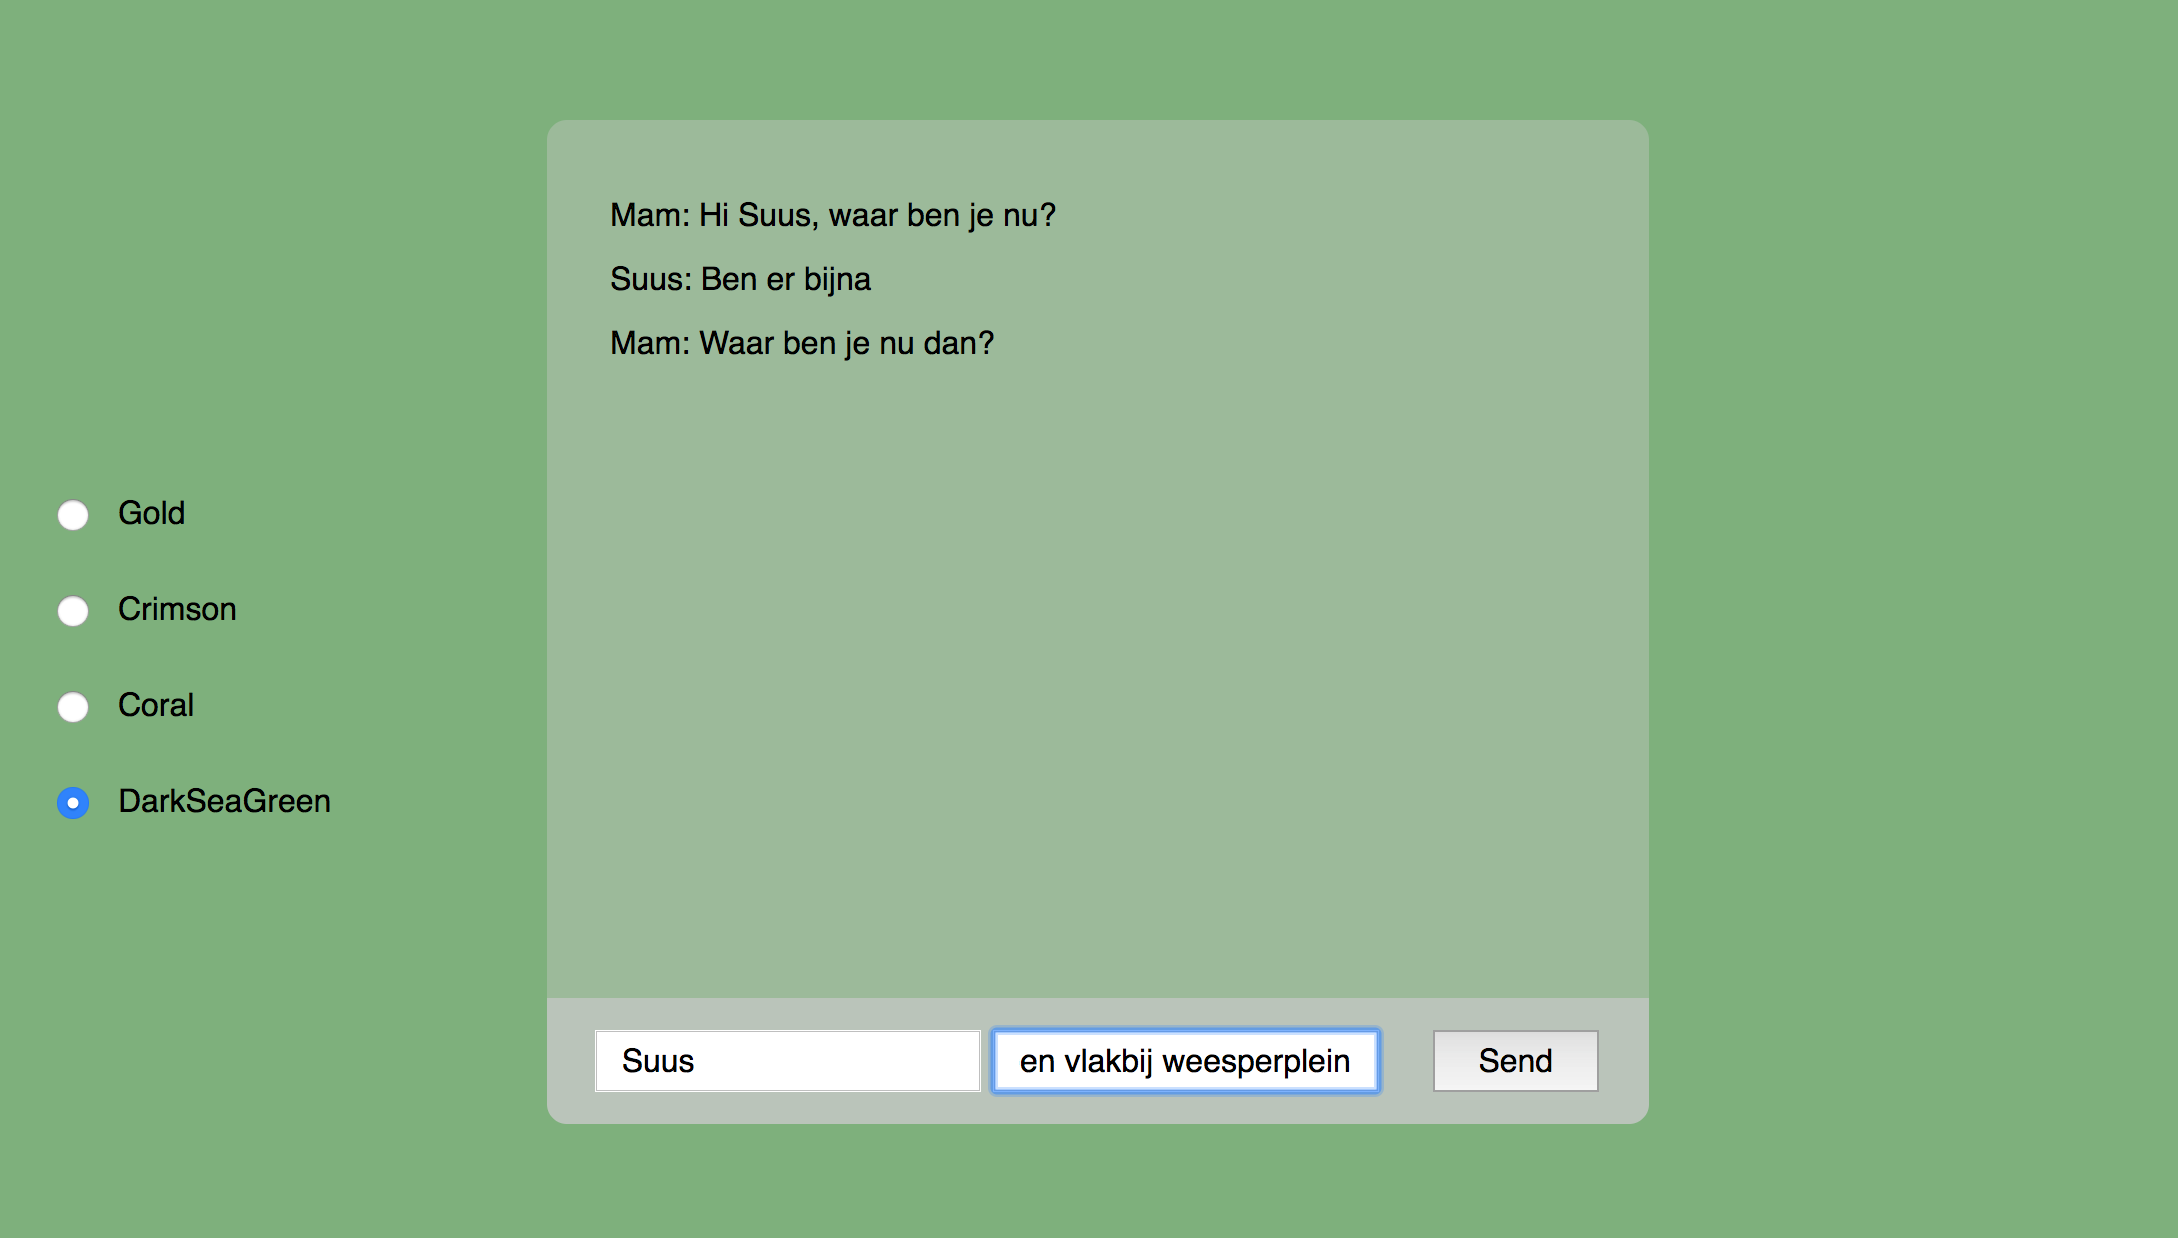 Mam: Hi Suus, waar ben je nu?
Suus: Ben er bijna
Mam: Waar ben je nu dan?
Gold
Crimson
Coral
DarkSeaGreen
Suus
en vlakbij weesperplein
Send